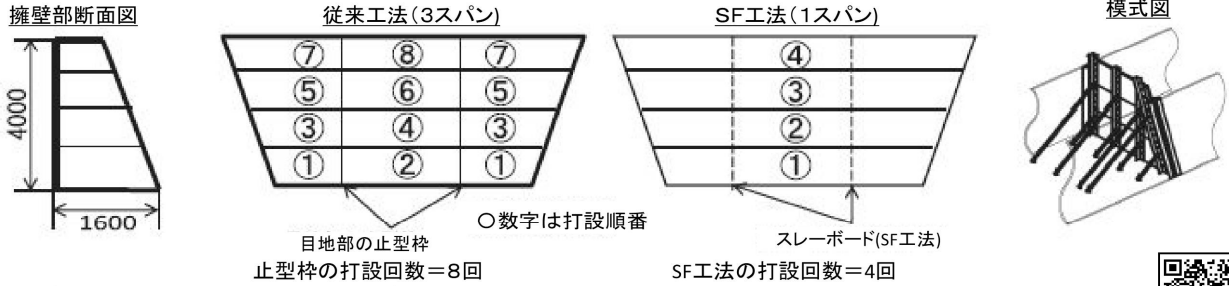 擁壁部断面図
従来工法（3スパン)
SF工法（1スパン)
模式図
4000
1600
⑦ ⑧ ⑦
⑤ ⑥ ⑤
③ ④ ③
① ② ①
④
③
②
①
〇数字は打設順番
目地部の止型枠
スレーボード(SF工法)
止型枠の打設回数＝8回
SF工法の打設回数＝4回